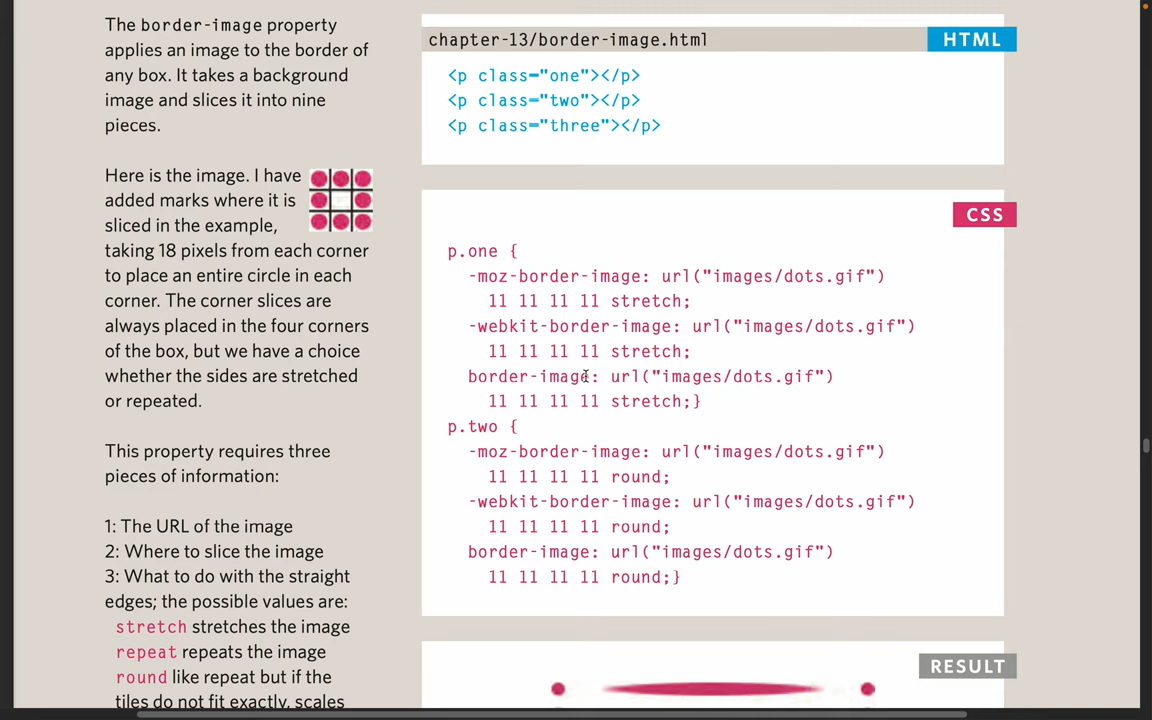 The border-image property
applies an image to the border of
any box. It takes a background
image and slices it into nine
pieces.
Here is the image. I have
added marks where it is
sliced in the example,
taking 18 pixels from each corner
to place an entire circle in each
corner. The corner slices are
always placed in the four corners
of the box, but we have a choice
whether the sides are stretched
or repeated.
This property requires three
pieces of information:
1: The URL of the image
2: Where to slice the image
3: What to do with the straight
edges; the possible values are:
stretch stretches the image
repeat repeats the image
round like repeat but if the
tiles do not fit exactly, scales
chapter-13/border-image.html
HTML
<p class="one"></p>
<p class="two"></p>
<p class="three"></p>
CSS
p.one {
-moz-border-image: url("images/dots.gif")
11 11 11 11 stretch;
-webkit-border-image: url("images/dots.gif")
11 11 11 11 stretch;
border-image: url("images/dots.gif")
11 11 11 11 stretch;}
p.two {
-moz-border-image: url("images/dots.gif")
11 11 11 11 round;
-webkit-border-image: url("images/dots.gif")
11 11 11 11 round;
border-image: url("images/dots.gif")
11 11 11 11 round;}
RESULT